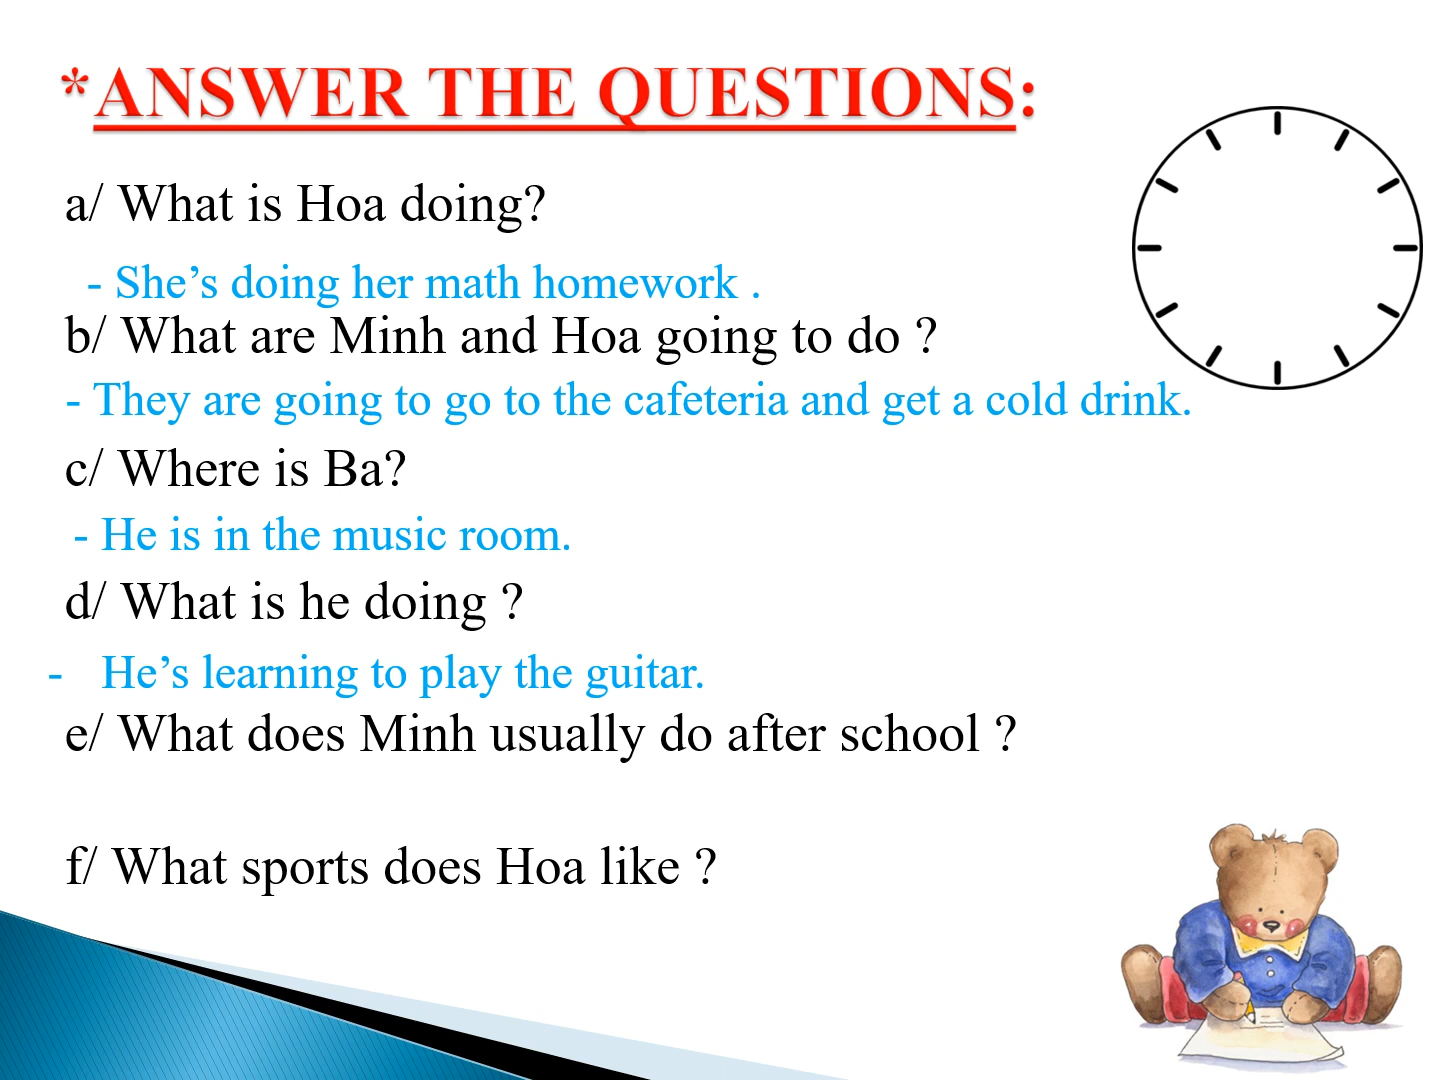 *ANSWER THE QUESTIONS:
a/ What is Hoa doing?
- She’s doing her math homework .
b/ What are Minh and Hoa going to do ?
- They are going to go to the cafeteria and get a cold drink.
c/ Where is Ba?
- He is in the music room.
d/ What is he doing ?
- He’s learning to play the guitar.
e/ What does Minh usually do after school ?
f/ What sports does Hoa like ?